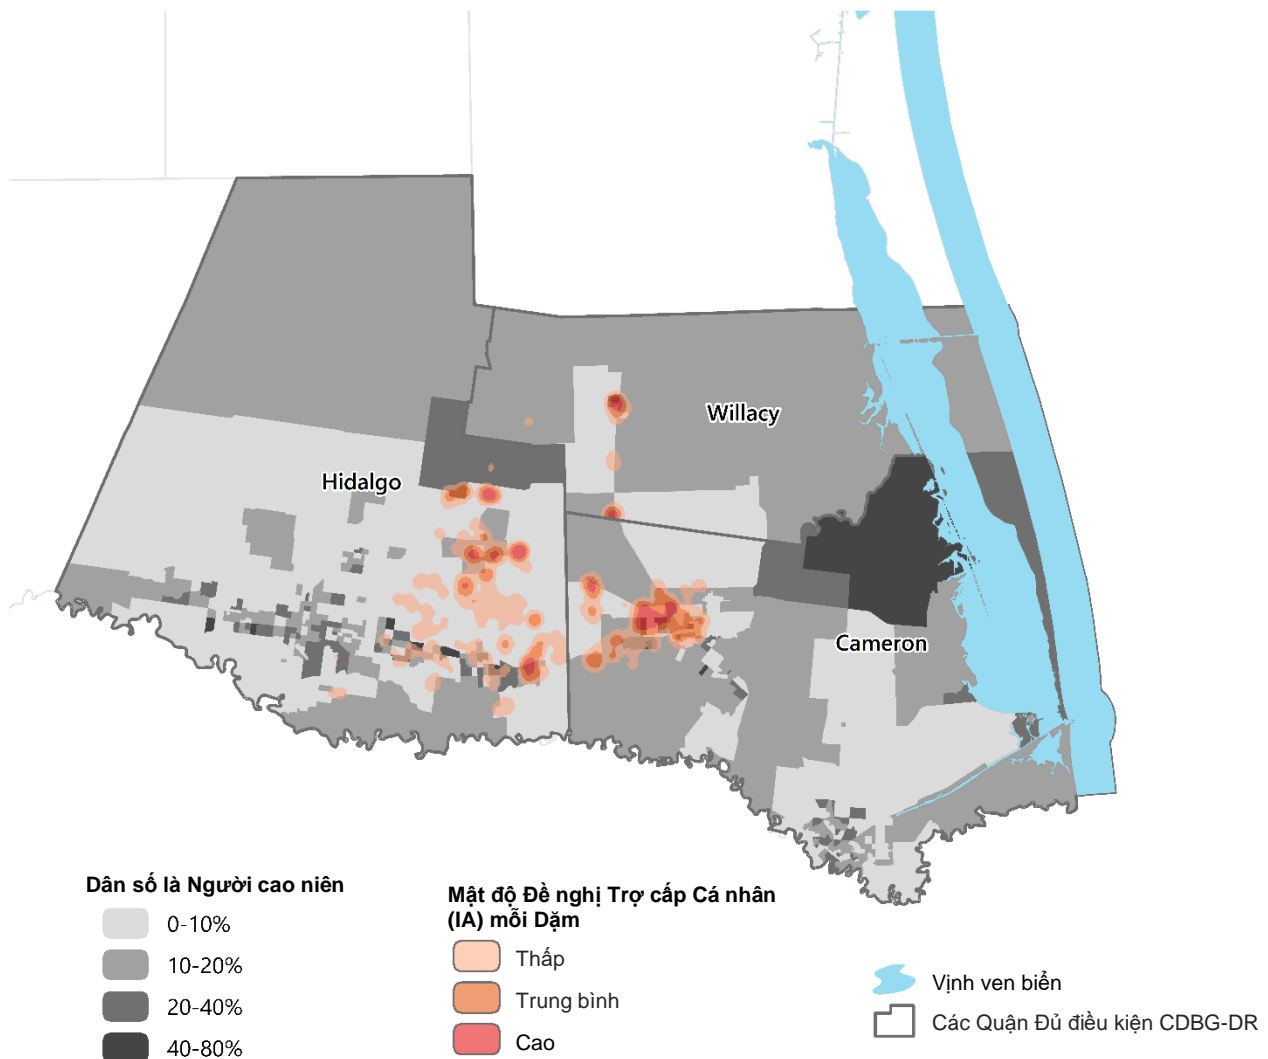 Willacy
Hidalgo
Cameron
Dân số là Người cao niên
0-10%
10-20%
20-40%
40-80%
Mật độ Đề nghị Trợ cấp Cá nhân
(IA) mỗi Dặm
Thấp
Trung bình
Cao
Vịnh ven biển
Các Quận Đủ điều kiện CDBG-DR